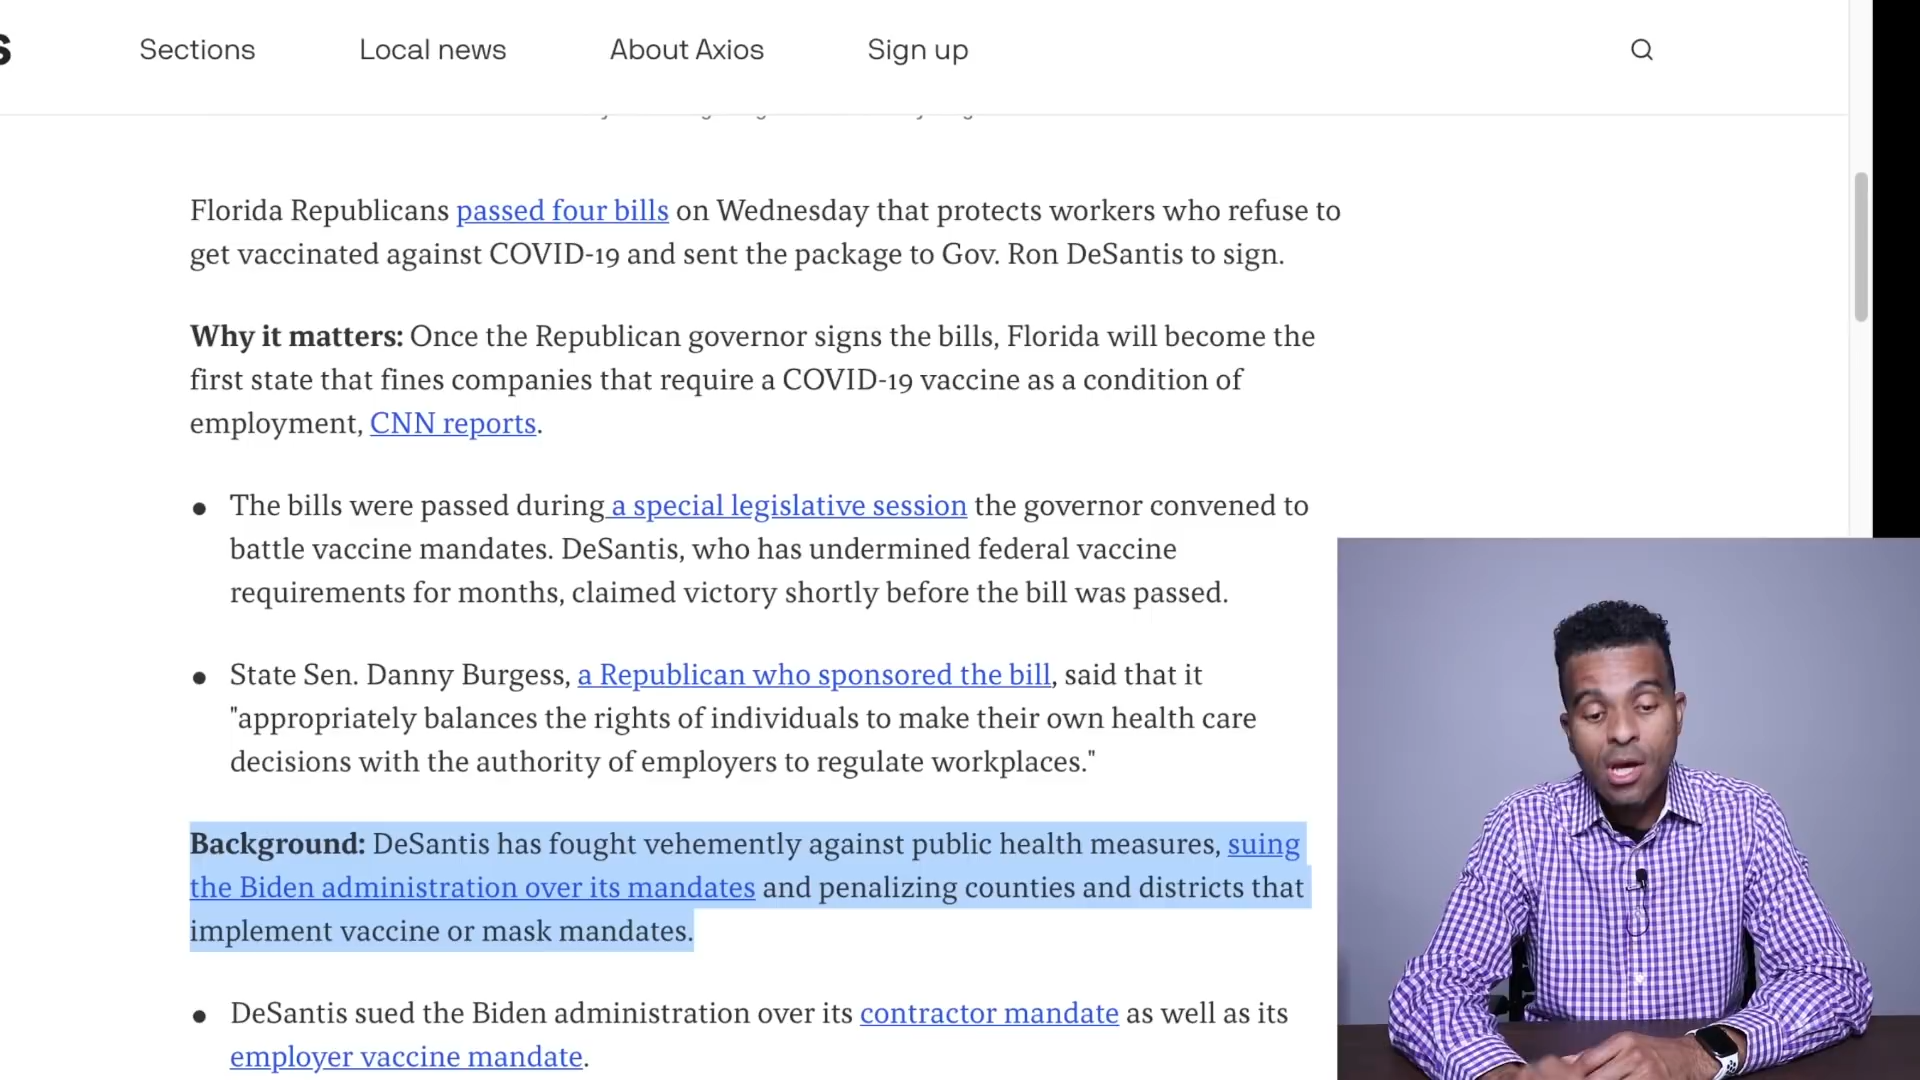 s
Sections Local news About Axios Sign up
Florida Republicans passed four bills on Wednesday that protects workers who refuse to
get vaccinated against COVID-19 and sent the package to Gov. Ron DeSantis to sign.
Why it matters: Once the Republican governor signs the bills, Florida will become the
first state that fines companies that require a COVID-19 vaccine as a condition of
employment, CNN reports.
● The bills were passed during a special legislative session the governor convened to
battle vaccine mandates. DeSantis, who has undermined federal vaccine
requirements for months, claimed victory shortly before the bill was passed.
● State Sen. Danny Burgess, a Republican who sponsored the bill, said that it
"appropriately balances the rights of individuals to make their own health care
decisions with the authority of employers to regulate workplaces."
Background: DeSantis has fought vehemently against public health measures, suing
the Biden administration over its mandates and penalizing counties and districts that
implement vaccine or mask mandates.
● DeSantis sued the Biden administration over its contractor mandate as well as its
employer vaccine mandate.